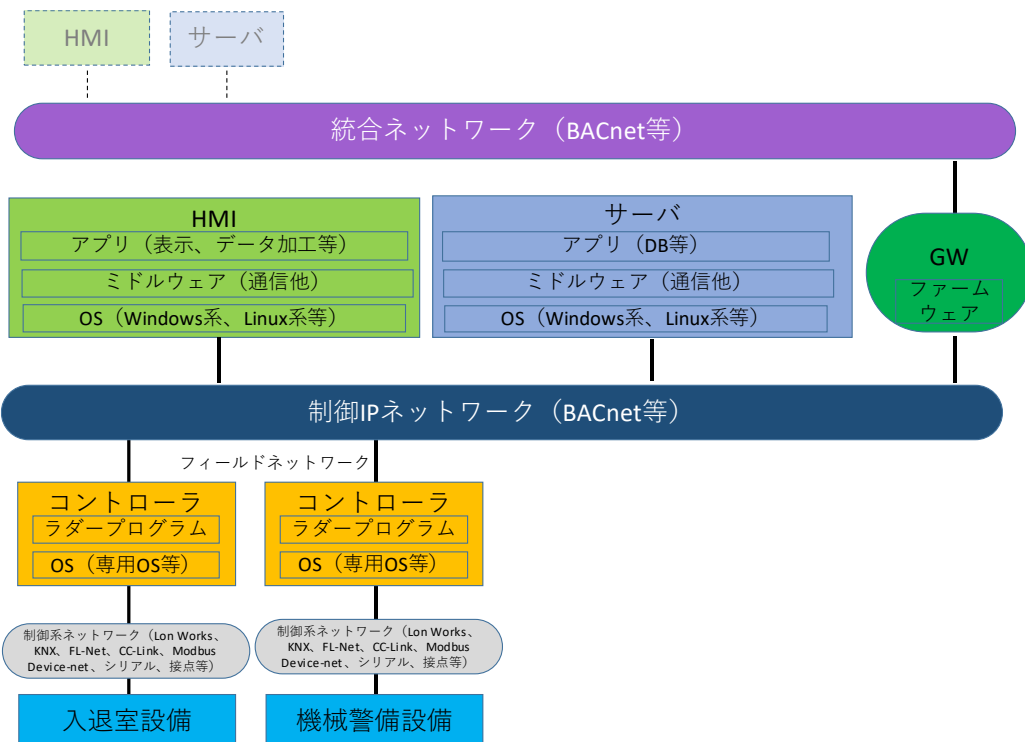 HMI
サーバ
統合ネットワーク（BACnet等）
HMI
アプリ（表示、データ加工等）
ミドルウェア（通信他）
OS（Windows系、Linux系等）
サーバ
アプリ（DB等）
ミドルウェア（通信他）
OS（Windows系、Linux系等）
GW
ファーム
ウェア
制御IPネットワーク（BACnet等）
フィールドネットワーク
コントローラ
ラダープログラム
OS（専用OS等）
コントローラ
ラダープログラム
OS（専用OS等）
制御系ネットワーク（Lon Works、
KNX、FL-Net、CC-Link、Modbus
Device-net、シリアル、接点等）
制御系ネットワーク（Lon Works、
KNX、FL-Net、CC-Link、Modbus
Device-net、シリアル、接点等）
入退室設備
機械警備設備